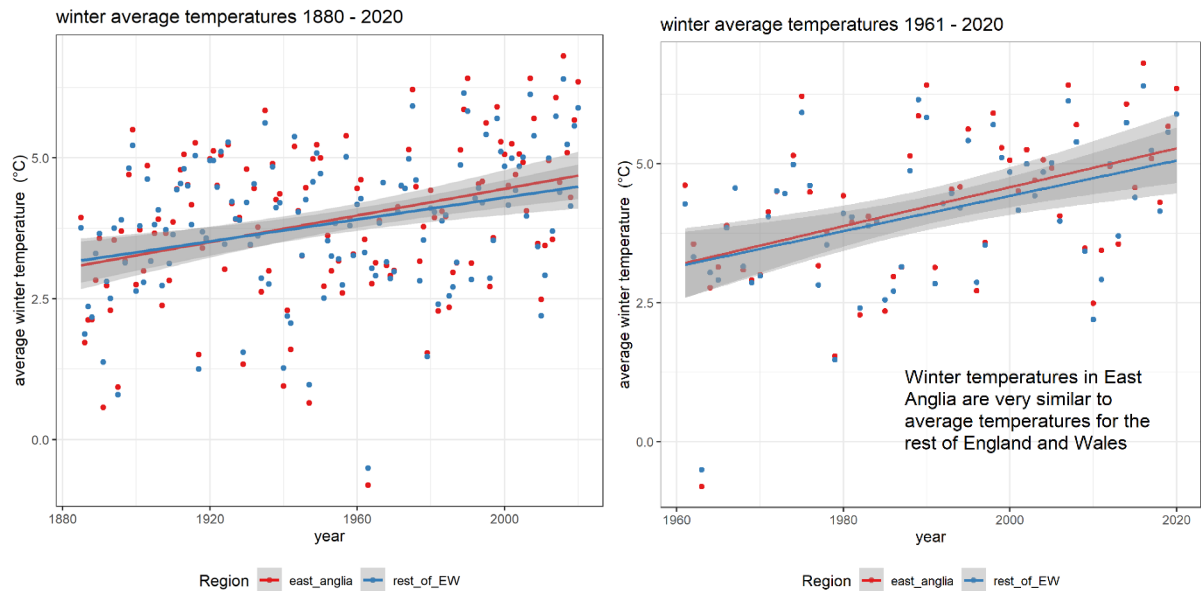 winter average temperatures 1880 - 2020
average winter temperature (°C)
5.0
2.5
0.0
1880
1920
1960
2000
year
Region east_anglia rest_of_EW
winter average temperatures 1961 - 2020
average winter temperature (°C)
5.0
2.5
0.0
Winter temperatures in East
Anglia are very similar to
average temperatures for the
rest of England and Wales
1960
1980
2000
2020
year
Region east_anglia rest_of_EW